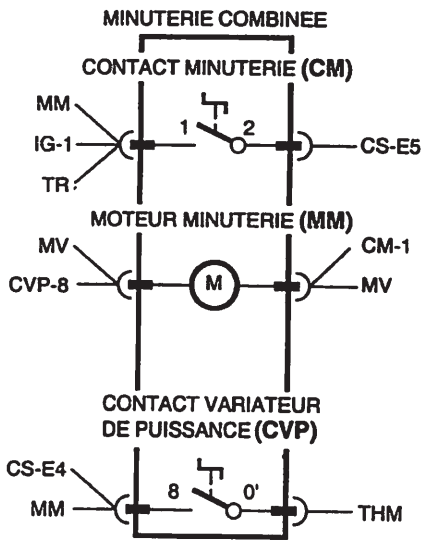 MINUTERIE COMBINEE
CONTACT MINUTERIE (CM)
MM
1 2
IG-1
CS-E5
TR
MOTEUR MINUTERIE (MM)
MV
CM-1
CVP-8
M
MV
CONTACT VARIATEUR
DE PUISSANCE (CVP)
CS-E4
8 0'
MM
THM